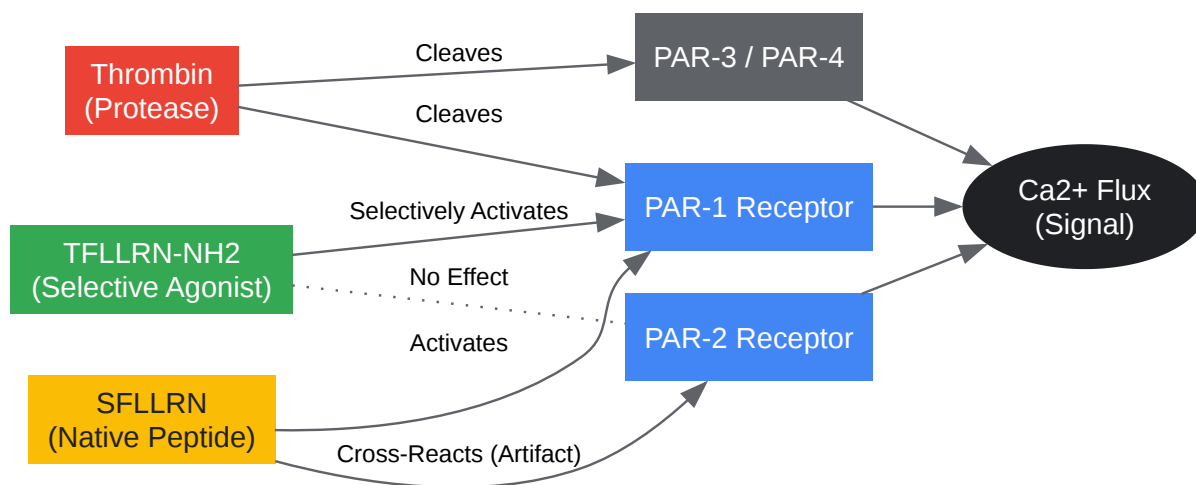 Thrombin
(Protease)
Cleaves
PAR-3 / PAR-4
Cleaves
PAR-1 Receptor
Ca2+ Flux
(Signal)
Selectively Activates
TFLLRN-NH2
(Selective Agonist)
No Effect
PAR-2 Receptor
Activates
SFLLRN
(Native Peptide)
Cross-Reacts (Artifact)